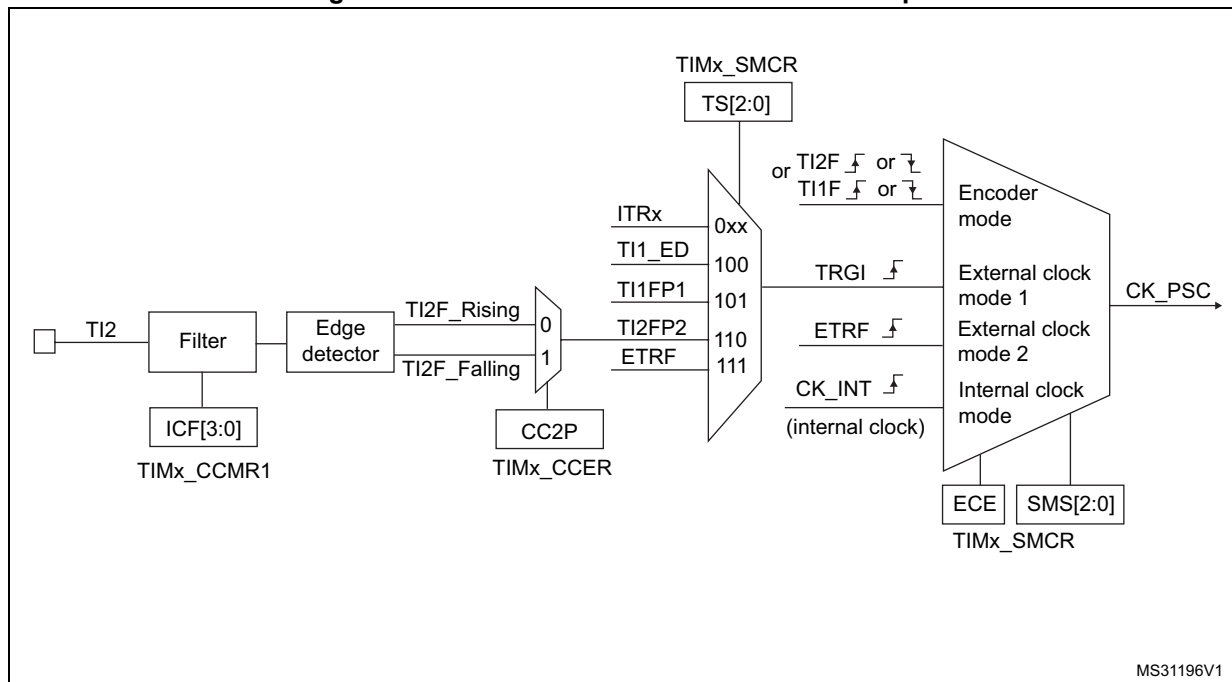 TIMx_SMCR
TS[2:0]
or TI2F or
TI1F or
Encoder
mode
ITRx
0xx
TI1_ED
100
TRGI
External clock
mode 1
CK_PSC
TI1FP1
101
TI2
Filter
Edge
detector
TI2F_Rising
TI2F_Falling
0
1
TI2FP2
110
ETRF
111
ETRF
External clock
mode 2
CK_INT
(internal clock)
Internal clock
mode
ICF[3:0]
TIMx_CCMR1
CC2P
TIMx_CCER
ECE
SMS[2:0]
TIMx_SMCR
MS31196V1